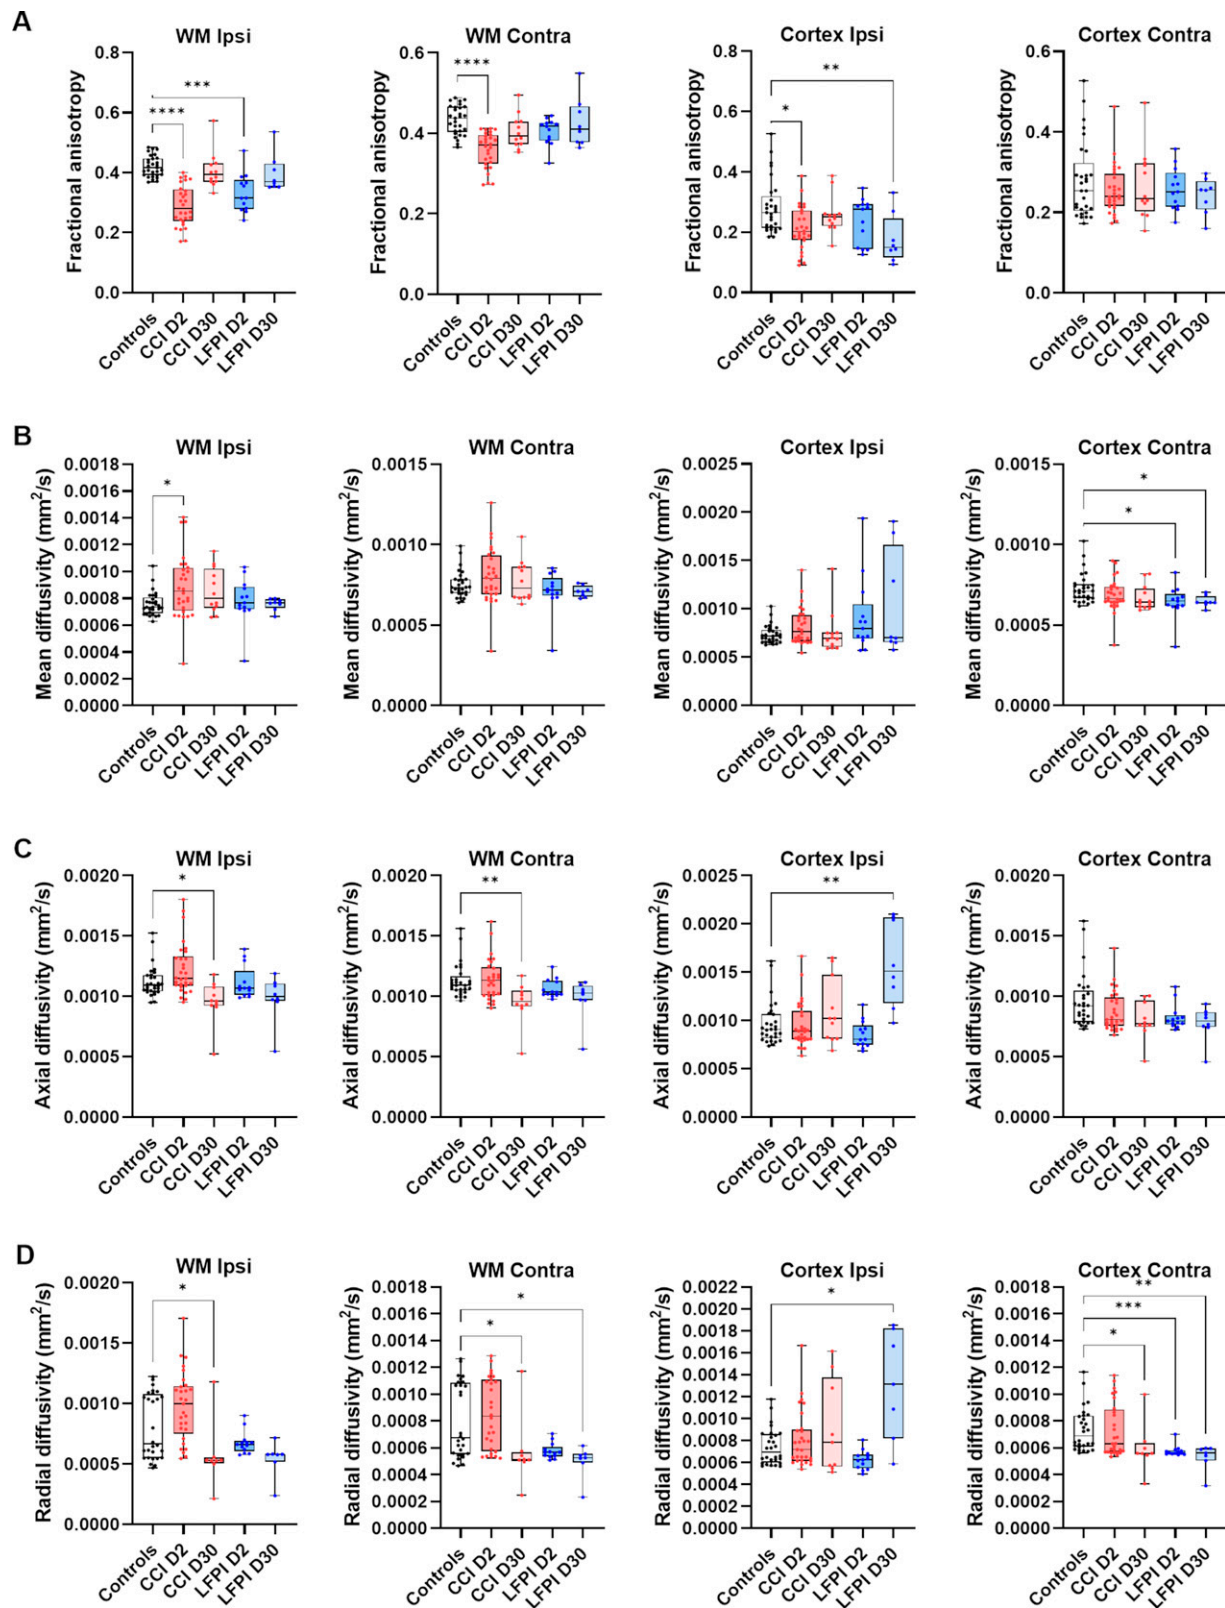 A
WM Ipsi
WM Contra
Cortex Ipsi
Cortex Contra
Fractional anisotropy
0.8
0.6
0.4
0.2
0.0
***
****
Controls
CCI D2
CCI D30
LFPI D2
LFPI D30
Fractional anisotropy
0.6
0.4
0.2
0.0
****
Controls
CCI D2
CCI D30
LFPI D2
LFPI D30
Fractional anisotropy
0.8
0.6
0.4
0.2
0.0
**
*
Controls
CCI D2
CCI D30
LFPI D2
LFPI D30
Fractional anisotropy
0.6
0.4
0.2
0.0
Controls
CCI D2
CCI D30
LFPI D2
LFPI D30
B
WM Ipsi
WM Contra
Cortex Ipsi
Cortex Contra
Mean diffusivity (mm²/s)
0.0018
0.0016
0.0014
0.0012
0.0010
0.0008
0.0006
0.0004
0.0002
0.0000
*
Controls
CCI D2
CCI D30
LFPI D2
LFPI D30
Mean diffusivity (mm²/s)
0.0015
0.0010
0.0005
0.0000
Controls
CCI D2
CCI D30
LFPI D2
LFPI D30
Mean diffusivity (mm²/s)
0.0025
0.0020
0.0015
0.0010
0.0005
0.0000
Controls
CCI D2
CCI D30
LFPI D2
LFPI D30
Mean diffusivity (mm²/s)
0.0015
0.0010
0.0005
0.0000
*
*
Controls
CCI D2
CCI D30
LFPI D2
LFPI D30
C
WM Ipsi
WM Contra
Cortex Ipsi
Cortex Contra
Axial diffusivity (mm²/s)
0.0020
0.0015
0.0010
0.0005
0.0000
*
Controls
CCI D2
CCI D30
LFPI D2
LFPI D30
Axial diffusivity (mm²/s)
0.0020
0.0015
0.0010
0.0005
0.0000
**
Controls
CCI D2
CCI D30
LFPI D2
LFPI D30
Axial diffusivity (mm²/s)
0.0025
0.0020
0.0015
0.0010
0.0005
0.0000
**
Controls
CCI D2
CCI D30
LFPI D2
LFPI D30
Axial diffusivity (mm²/s)
0.0020
0.0015
0.0010
0.0005
0.0000
Controls
CCI D2
CCI D30
LFPI D2
LFPI D30
D
WM Ipsi
WM Contra
Cortex Ipsi
Cortex Contra
Radial diffusivity (mm²/s)
0.0020
0.0015
0.0010
0.0005
0.0000
*
Controls
CCI D2
CCI D30
LFPI D2
LFPI D30
Radial diffusivity (mm²/s)
0.0018
0.0016
0.0014
0.0012
0.0010
0.0008
0.0006
0.0004
0.0002
0.0000
*
*
Controls
CCI D2
CCI D30
LFPI D2
LFPI D30
Radial diffusivity (mm²/s)
0.0022
0.0020
0.0018
0.0016
0.0014
0.0012
0.0010
0.0008
0.0006
0.0004
0.0002
0.0000
*
Controls
CCI D2
CCI D30
LFPI D2
LFPI D30
Radial diffusivity (mm²/s)
0.0018
0.0016
0.0014
0.0012
0.0010
0.0008
0.0006
0.0004
0.0002
0.0000
**
***
*
Controls
CCI D2
CCI D30
LFPI D2
LFPI D30